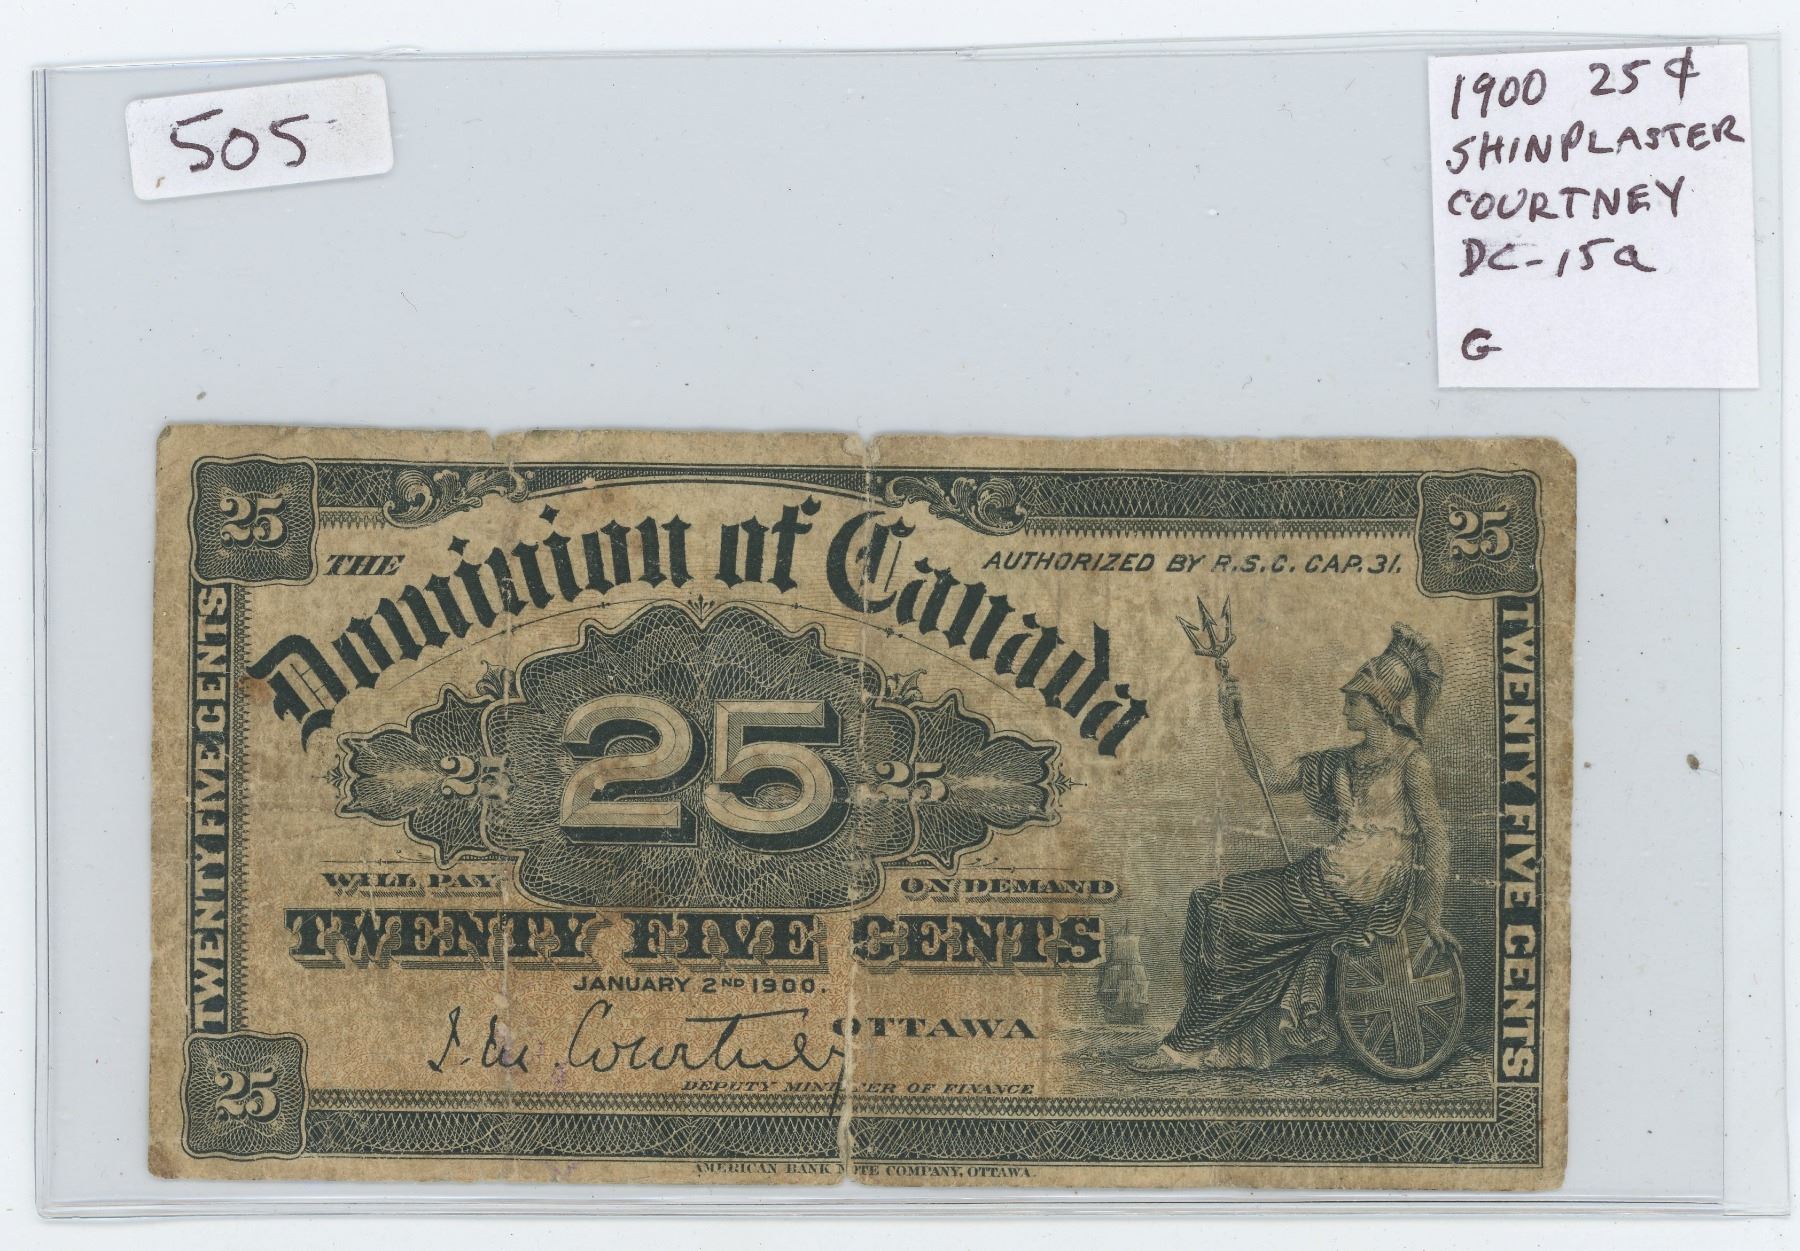 505
1900 25¢
SHINPLASTER
COURTNEY
DC-15a
G
25
25
THE
Dominion of Canada
AUTHORIZED BY R.S.C. CAP. 31.
TWENTY FIVE CENTS
TWENTY FIVE CENTS
25
25
25
WILL PAY
ON DEMAND
TWENTY FIVE CENTS
JANUARY 2ND 1900.
J.M. Courtney
OTTAWA
DEPUTY MINISTER OF FINANCE
25
AMERICAN BANK NOTE COMPANY, OTTAWA.